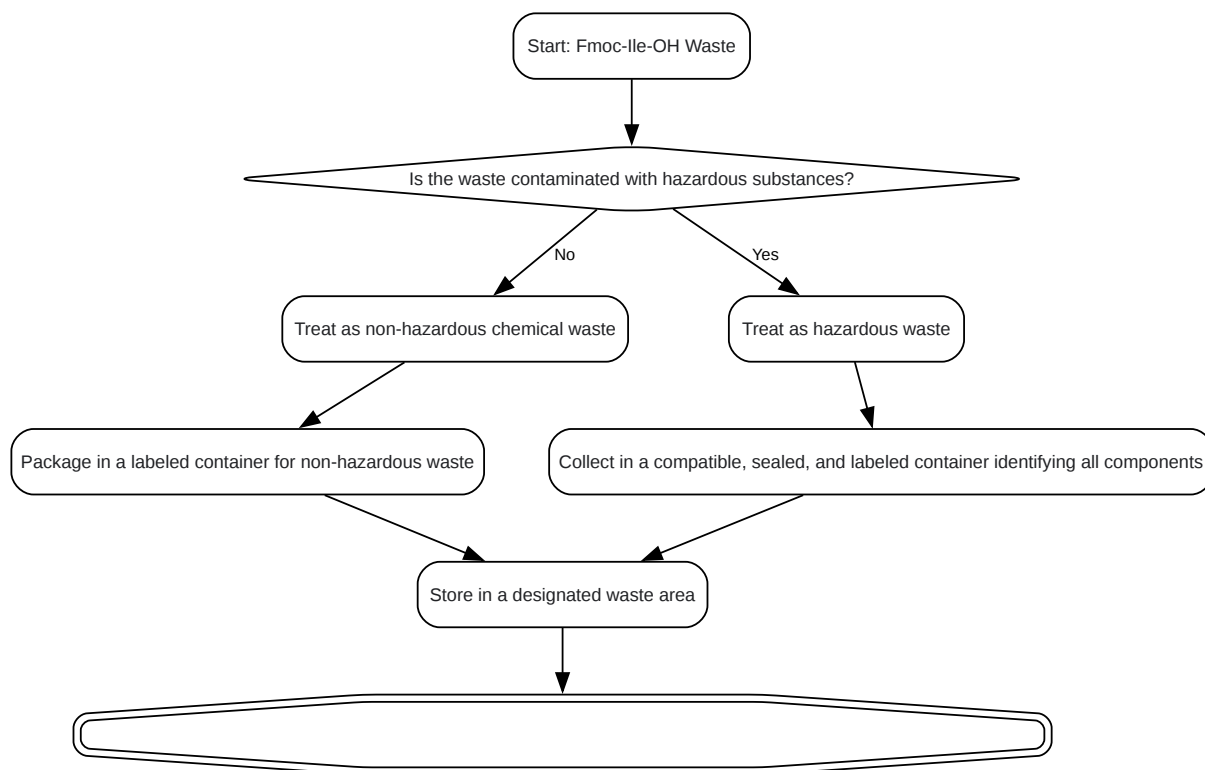 Start: Fmoc-Ile-OH Waste
Is the waste contaminated with hazardous substances?
No
Yes
Treat as non-hazardous chemical waste
Treat as hazardous waste
Package in a labeled container for non-hazardous waste
Collect in a compatible, sealed, and labeled container identifying all components
Store in a designated waste area